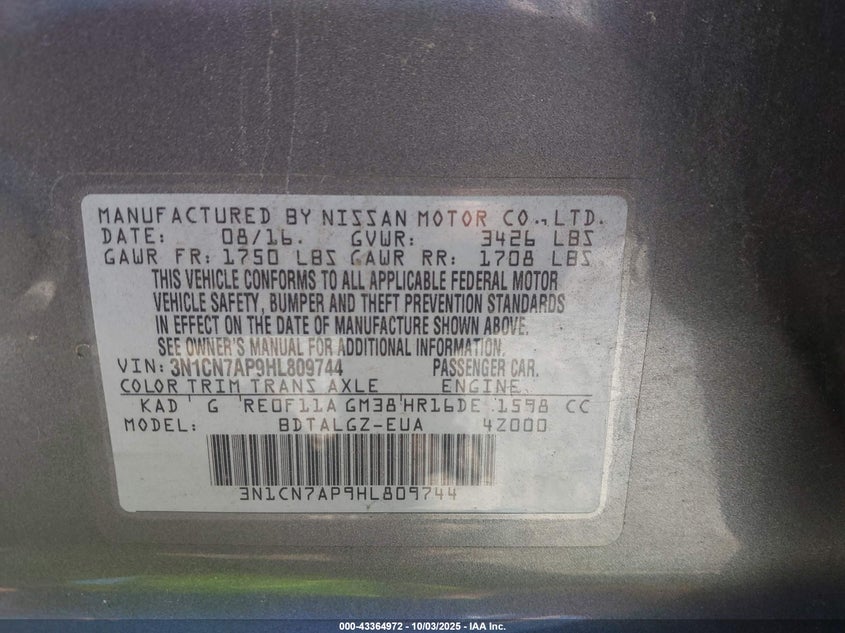 MANUFACTURED BY NISSAN MOTOR CO., LTD.
DATE: 08/16. GVWR: 3426 LBS
GAWR FR: 1750 LBS GAWR RR: 1708 LBS
THIS VEHICLE CONFORMS TO ALL APPLICABLE FEDERAL MOTOR
VEHICLE SAFETY, BUMPER AND THEFT PREVENTION STANDARDS
IN EFFECT ON THE DATE OF MANUFACTURE SHOWN ABOVE.
SEE OWNER'S MANUAL FOR ADDITIONAL INFORMATION.
VIN: 3N1CN7AP9HL809744 PASSENGER CAR.
COLOR TRIM TRANS AXLE ENGINE
KAD G RE0F11A GM38 HR16DE 1598 CC
MODEL: BDTALGZ-EUA 4Z000
3N1CN7AP9HL809744
000-43364972 - 10/03/2025 - IAA Inc.